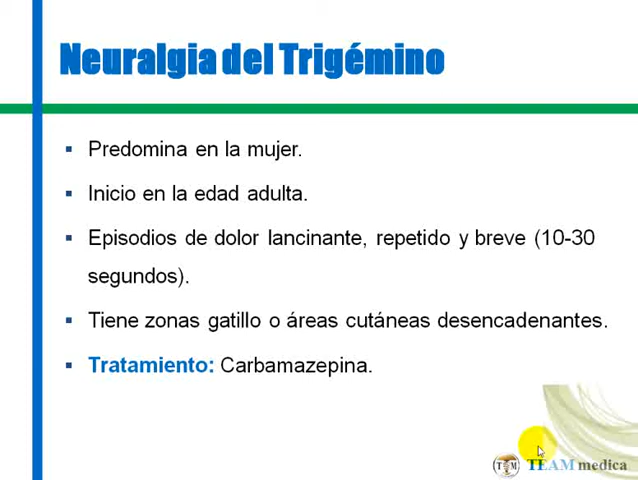 Neuralgia del Trigémino
Predomina en la mujer.
Inicio en la edad adulta.
Episodios de dolor lancinante, repetido y breve (10-30
segundos).
Tiene zonas gatillo o áreas cutáneas desencadenantes.
Tratamiento: Carbamazepina.
TM TEAM medica